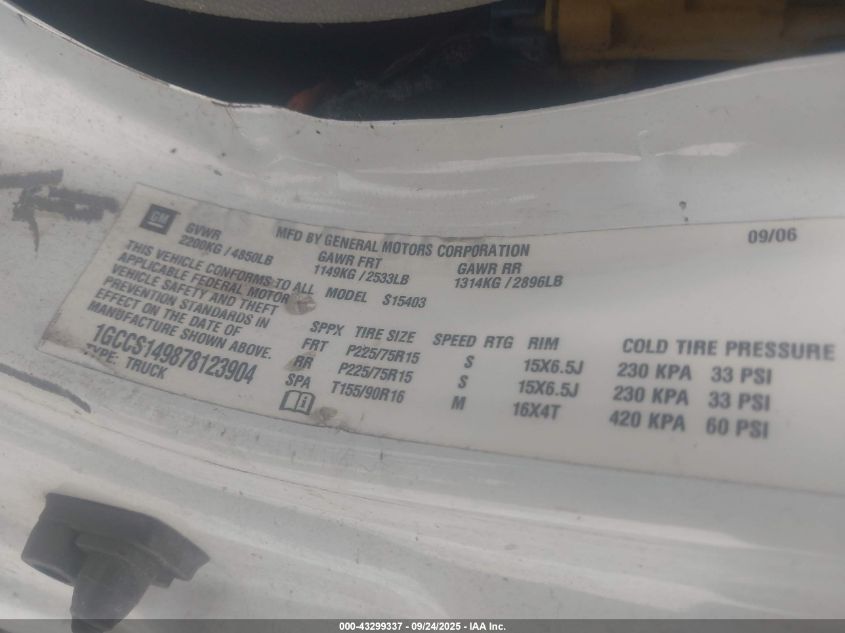 GM
GVWR
2200KG / 4850LB
MFD BY GENERAL MOTORS CORPORATION
09/06
GAWR FRT
1149KG / 2533LB
GAWR RR
1314KG / 2896LB
THIS VEHICLE CONFORMS TO ALL
APPLICABLE FEDERAL MOTOR
VEHICLE SAFETY AND THEFT
PREVENTION STANDARDS IN
EFFECT ON THE DATE OF
MANUFACTURE SHOWN ABOVE.
1GCCS149878123904
TYPE: TRUCK
MODEL S15403
SPPX TIRE SIZE SPEED RTG RIM COLD TIRE PRESSURE
FRT P225/75R15 S 15X6.5J 230 KPA 33 PSI
RR P225/75R15 S 15X6.5J 230 KPA 33 PSI
SPA T155/90R16 M 16X4T 420 KPA 60 PSI
000-43299337 - 09/24/2025 - IAA Inc.